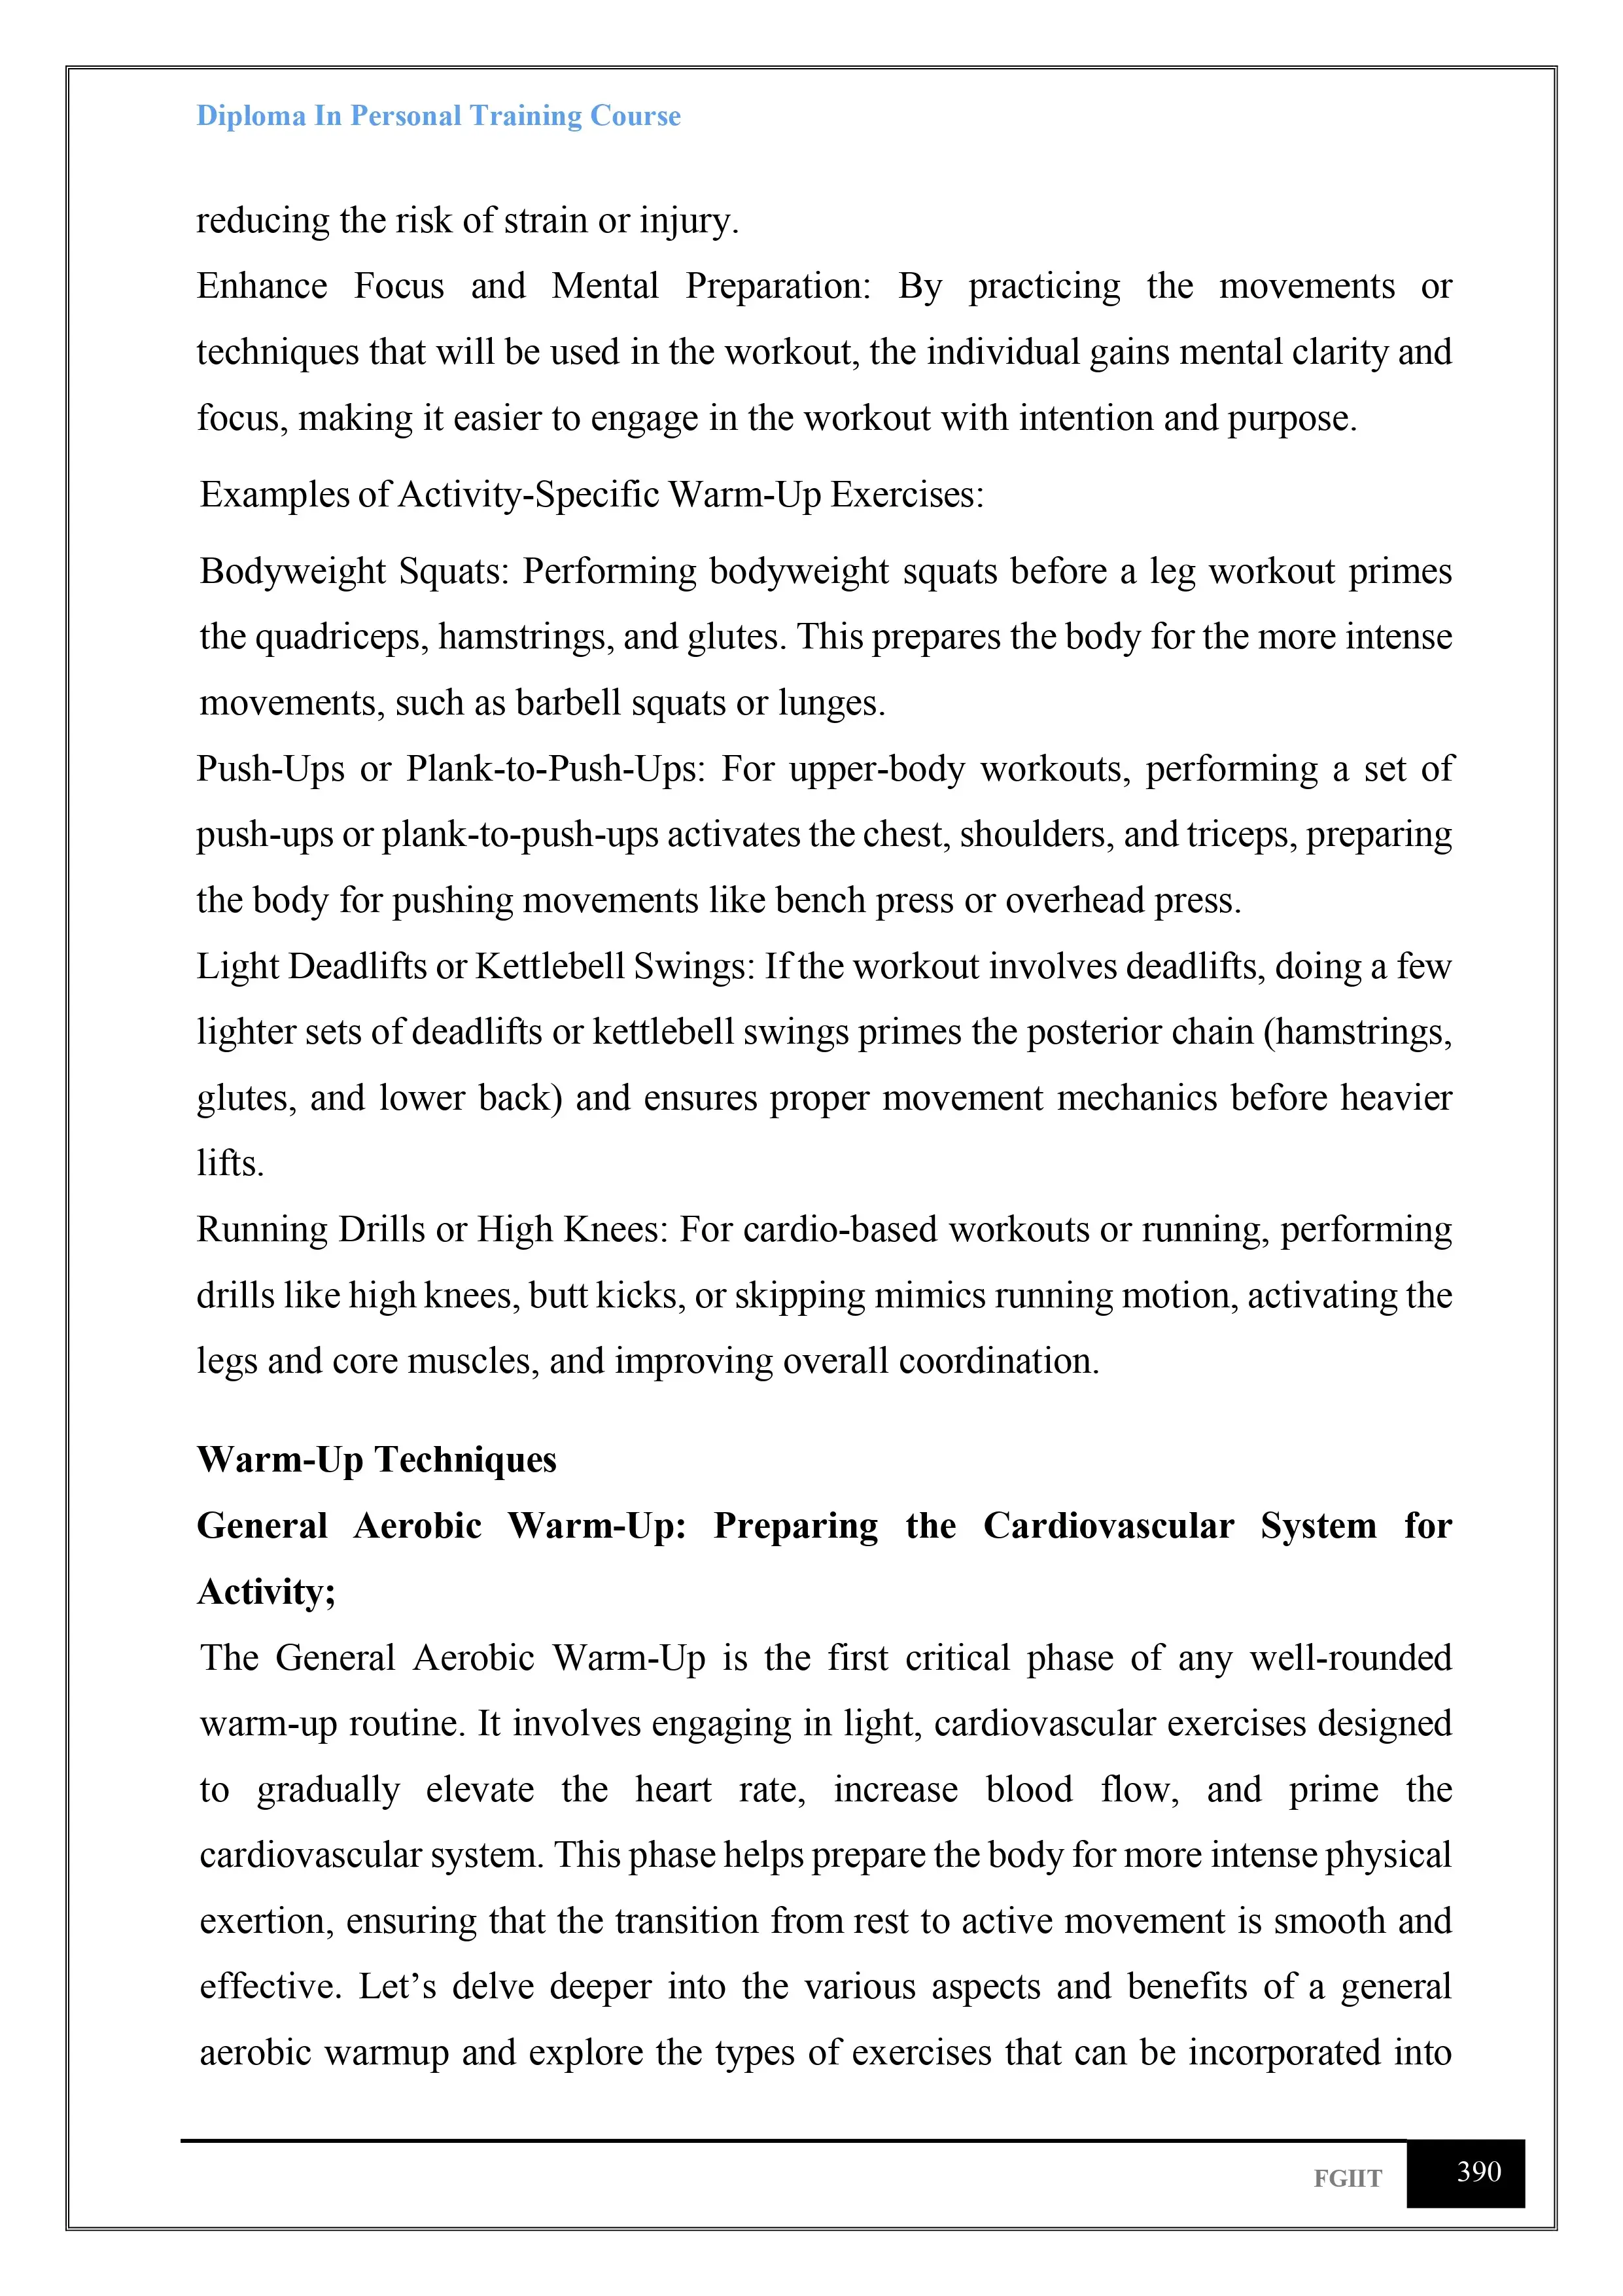 Diploma In Personal Training Course
reducing the risk of strain or injury.
Enhance Focus and Mental Preparation: By practicing the movements or
techniques that will be used in the workout, the individual gains mental clarity and
focus, making it easier to engage in the workout with intention and purpose.
Examples of Activity-Specific Warm-Up Exercises:
Bodyweight Squats: Performing bodyweight squats before a leg workout primes
the quadriceps, hamstrings, and glutes. This prepares the body for the more intense
movements, such as barbell squats or lunges.
Push-Ups or Plank-to-Push-Ups: For upper-body workouts, performing a set of
push-ups or plank-to-push-ups activates the chest, shoulders, and triceps, preparing
the body for pushing movements like bench press or overhead press.
Light Deadlifts or Kettlebell Swings: If the workout involves deadlifts, doing a few
lighter sets of deadlifts or kettlebell swings primes the posterior chain (hamstrings,
glutes, and lower back) and ensures proper movement mechanics before heavier
lifts.
Running Drills or High Knees: For cardio-based workouts or running, performing
drills like high knees, butt kicks, or skipping mimics running motion, activating the
legs and core muscles, and improving overall coordination.
Warm-Up Techniques
General Aerobic Warm-Up: Preparing the Cardiovascular System for
Activity;
The General Aerobic Warm-Up is the first critical phase of any well-rounded
warm-up routine. It involves engaging in light, cardiovascular exercises designed
to gradually elevate the heart rate, increase blood flow, and prime the
cardiovascular system. This phase helps prepare the body for more intense physical
exertion, ensuring that the transition from rest to active movement is smooth and
effective. Let’s delve deeper into the various aspects and benefits of a general
aerobic warmup and explore the types of exercises that can be incorporated into
FGIIT 390